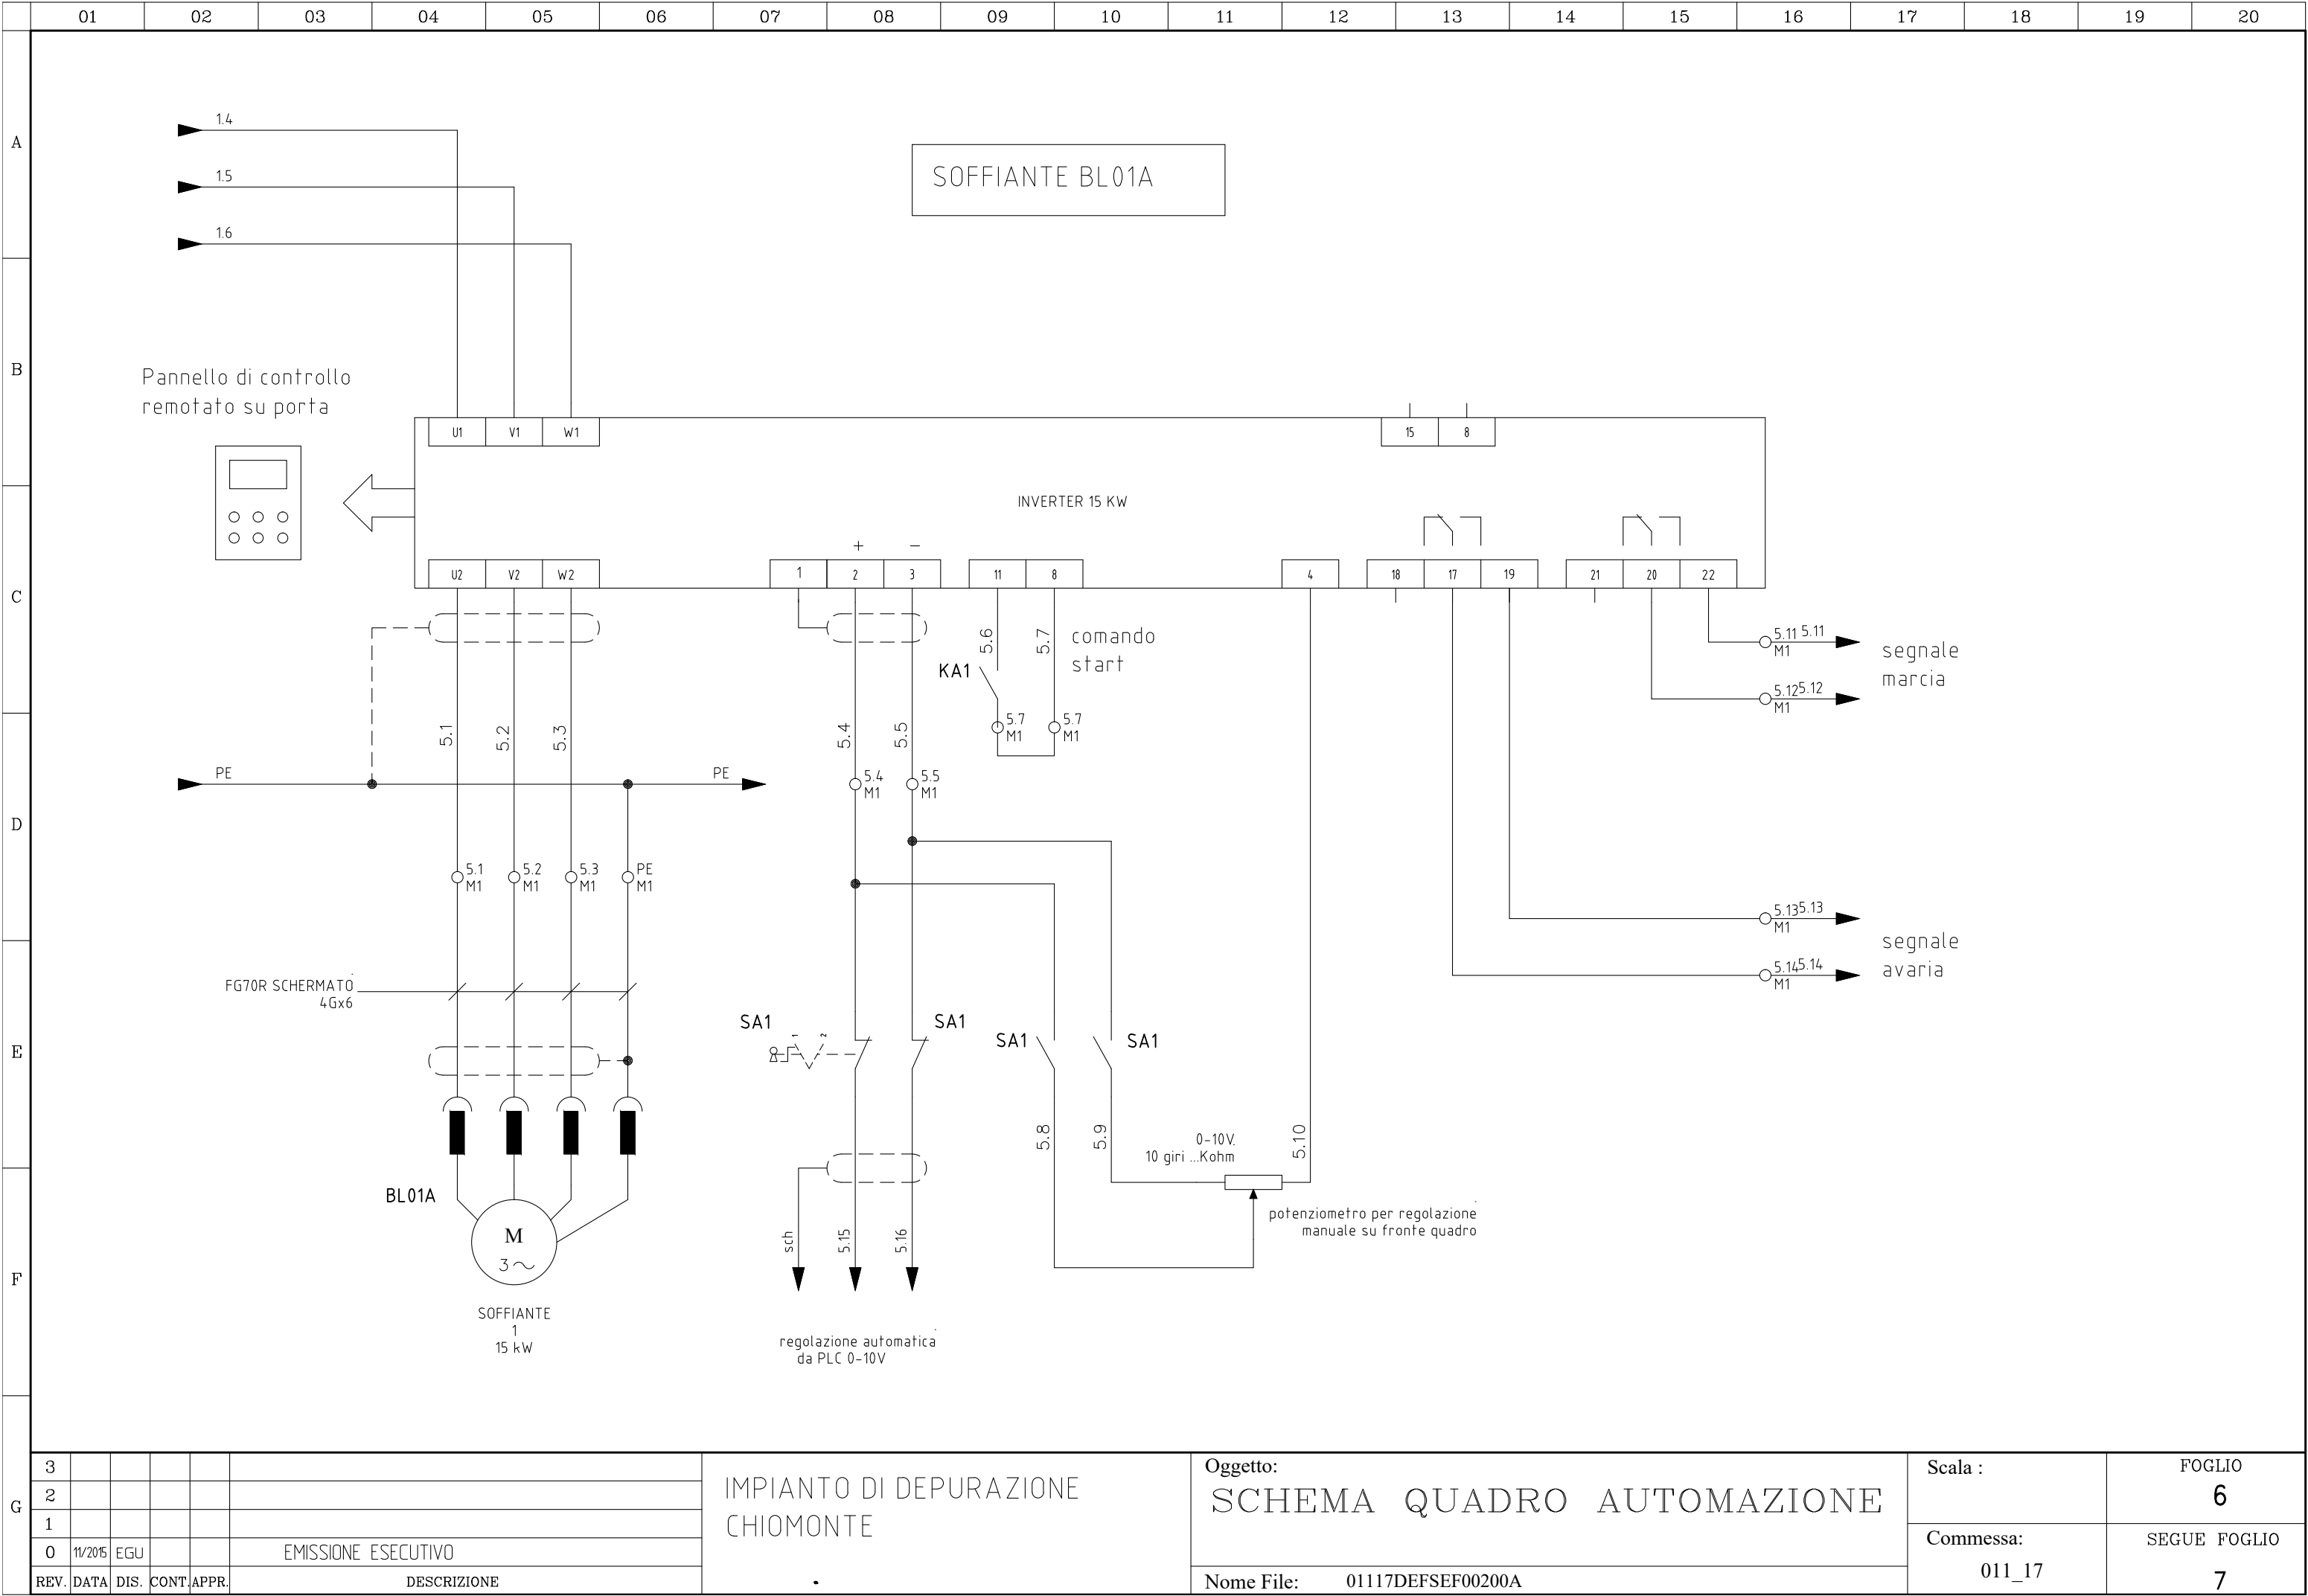 01 02 03 04 05 06 07 08 09 10 11 12 13 14 15 16 17 18 19 20
A
1.4
1.5
SOFFIANTE BL01A
1.6
B
Pannello di controllo
remotato su porta
U1 V1 W1
15 8
INVERTER 15 KW
+ −
U2 V2 W2
1 2 3
11 8
4
18 17 19
21 20 22
C
5.6
5.7
comando
start
KA1
5.11 5.11
M1
segnale
marcia
5.12 5.12
M1
5.1
5.2
5.3
5.4
5.5
5.7
M1
5.7
M1
PE
PE
5.4
M1
5.5
M1
D
5.1
M1
5.2
M1
5.3
M1
PE
M1
5.13 5.13
M1
segnale
avaria
5.14 5.14
M1
FG70R SCHERMATO
4Gx6
E
SA1
1 2
SA1
SA1
SA1
5.8
5.9
0-10V
10 giri ...Kohm
5.10
BL01A
M
3~
potenziometro per regolazione
manuale su fronte quadro
sch
5.15
5.16
F
SOFFIANTE
1
15 kW
regolazione automatica
da PLC 0-10V
G
3
2
1
0 11/2015 EGU EMISSIONE ESECUTIVO
REV. DATA DIS. CONT. APPR. DESCRIZIONE
IMPIANTO DI DEPURAZIONE
CHIOMONTE
Oggetto:
SCHEMA QUADRO AUTOMAZIONE
Nome File: 01117DEFSEF00200A
Scala :
Commessa:
011_17
FOGLIO
6
SEGUE FOGLIO
7